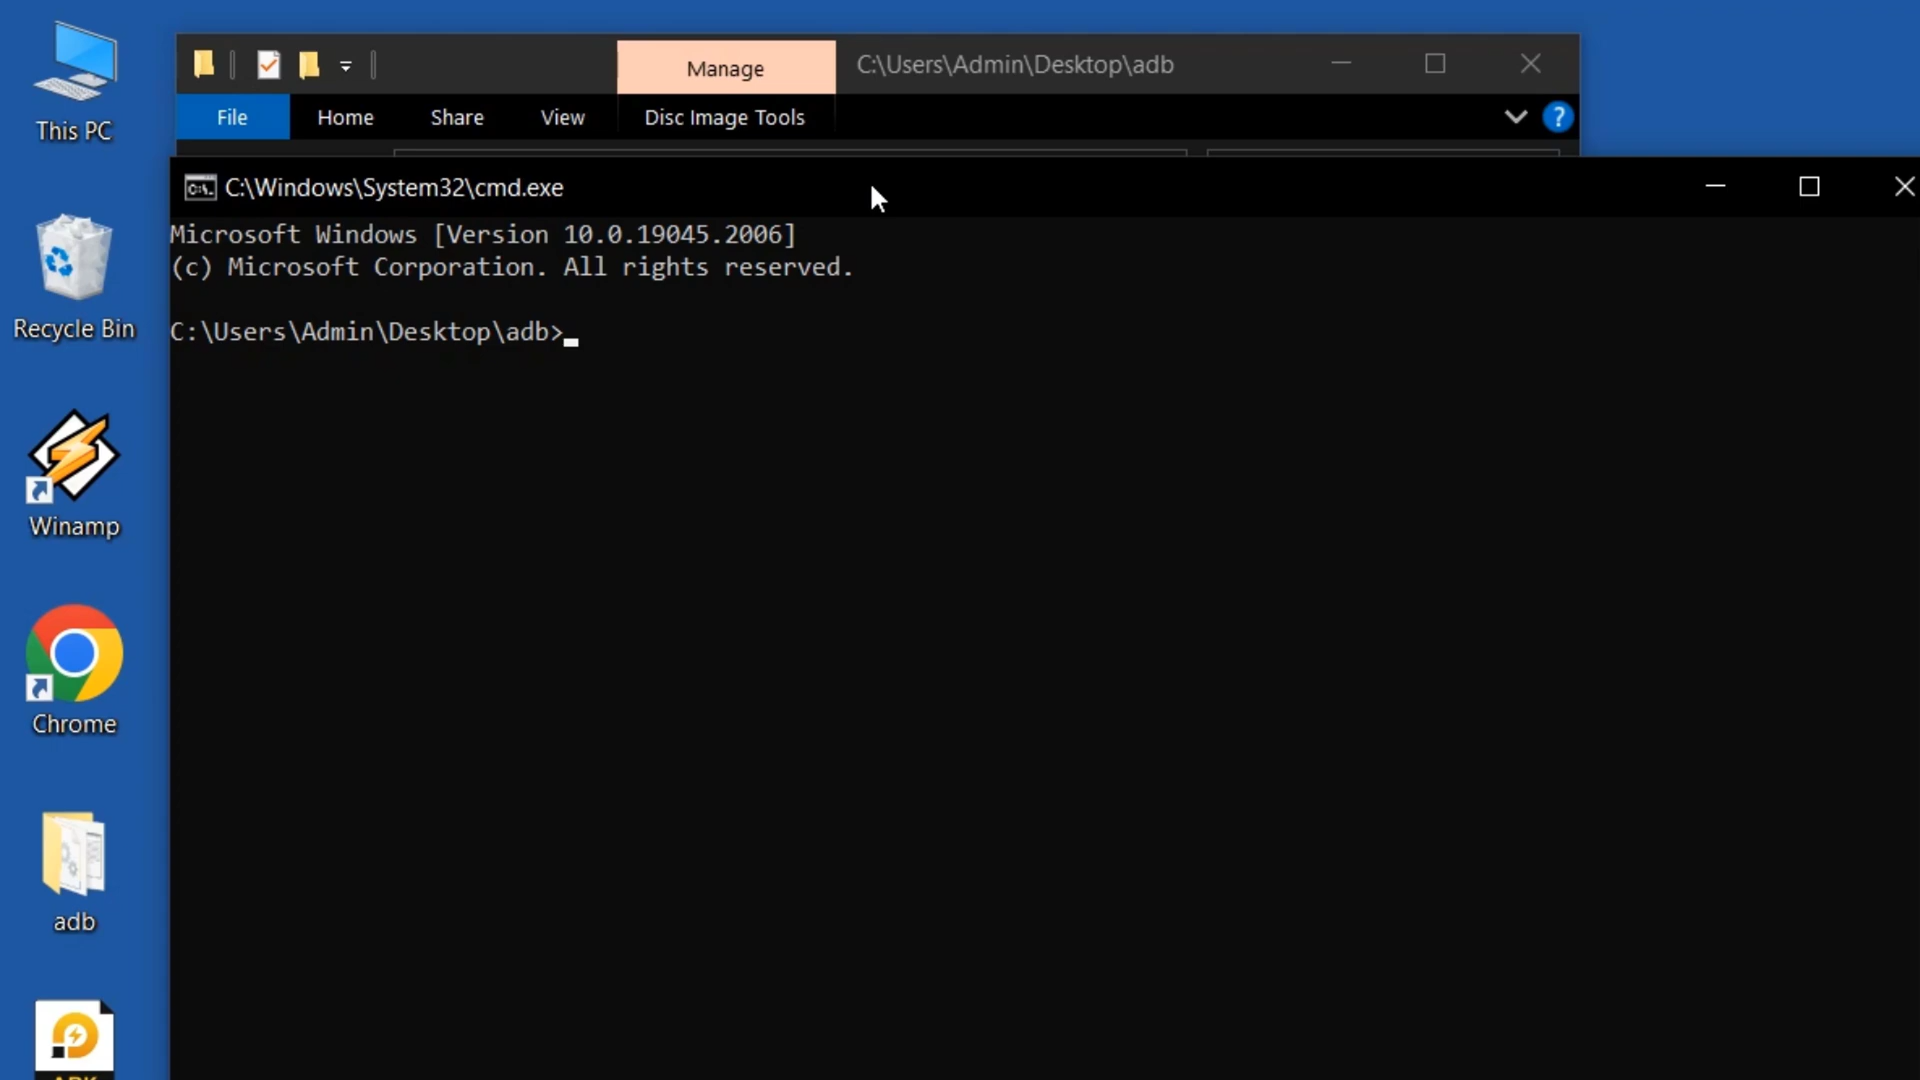 This PC
Recycle Bin
Winamp
Chrome
adb
Manage
C:\Users\Admin\Desktop\adb
File
Home
Share
View
Disc Image Tools
?
C:\Windows\System32\cmd.exe
Microsoft Windows [Version 10.0.19045.2006]
(c) Microsoft Corporation. All rights reserved.
C:\Users\Admin\Desktop\adb>